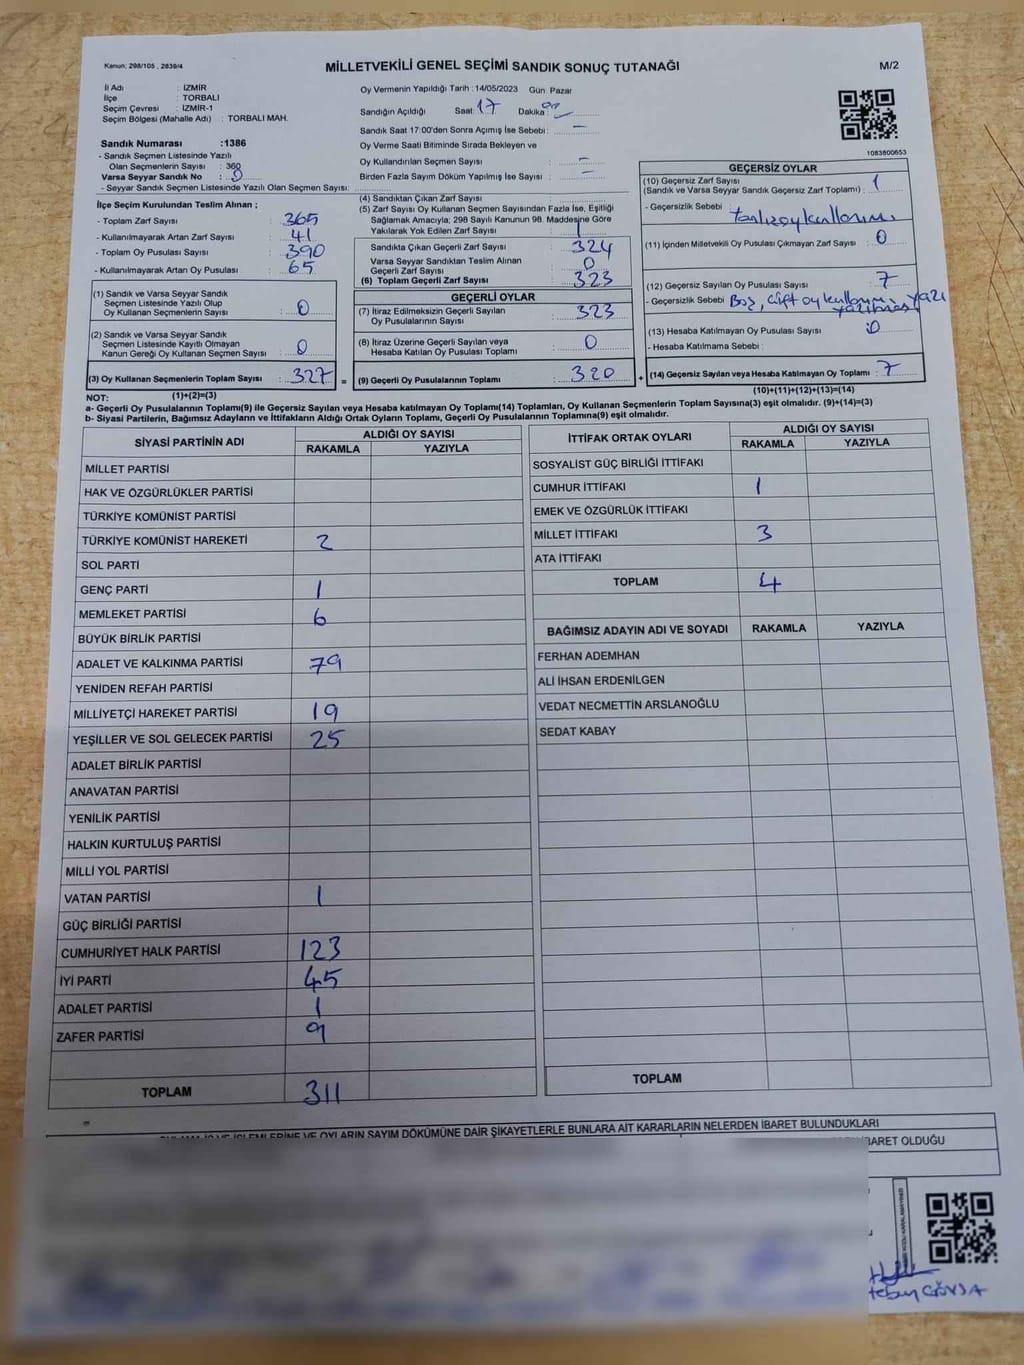 Kanun: 298/105 , 2839/4
MİLLETVEKİLİ GENEL SEÇİMİ SANDIK SONUÇ TUTANAĞI
M/2
İl Adı : İZMİR
İlçe : TORBALI
Seçim Çevresi : İZMİR-1
Seçim Bölgesi (Mahalle Adı) : TORBALI MAH.
Sandık Numarası :1386
- Sandık Seçmen Listesinde Yazılı
Olan Seçmenlerin Sayısı : 360
Varsa Seyyar Sandık No : 0
- Seyyar Sandık Seçmen Listesinde Yazılı Olan Seçmen Sayısı:
İlçe Seçim Kurulundan Teslim Alınan ;
- Toplam Zarf Sayısı : 365
- Kullanılmayarak Artan Zarf Sayısı : 41
- Toplam Oy Pusulası Sayısı : 390
- Kullanılmayarak Artan Oy Pusulası : 65
(1) Sandık ve Varsa Seyyar Sandık
Seçmen Listesinde Yazılı Olup
Oy Kullanan Seçmenlerin Sayısı : 0
(2) Sandık ve Varsa Seyyar Sandık
Seçmen Listesinde Kayıtlı Olmayan
Kanun Gereği Oy Kullanan Seçmen Sayısı : 0
(3) Oy Kullanan Seçmenlerin Toplam Sayısı : 327 =
Oy Vermenin Yapıldığı Tarih : 14/05/2023 Gün: Pazar
Sandığın Açıldığı Saat: 17 Dakika:
Sandık Saat 17:00'den Sonra Açılmış İse Sebebi : –
Oy Verme Saati Bitiminde Sırada Bekleyen ve
Oy Kullandırılan Seçmen Sayısı : –
Birden Fazla Sayım Döküm Yapılmış İse Sayısı : –
(4) Sandıktan Çıkan Zarf Sayısı :
(5) Zarf Sayısı Oy Kullanan Seçmen Sayısından Fazla İse, Eşitliği
Sağlamak Amacıyla; 298 Sayılı Kanunun 98. Maddesine Göre
Yakılarak Yok Edilen Zarf Sayısı : 1
Sandıkta Çıkan Geçerli Zarf Sayısı : 324
Varsa Seyyar Sandıktan Teslim Alınan
Geçerli Zarf Sayısı : 0
(6) Toplam Geçerli Zarf Sayısı : 323
GEÇERLİ OYLAR
(7) İtiraz Edilmeksizin Geçerli Sayılan
Oy Pusulalarının Sayısı : 323
(8) İtiraz Üzerine Geçerli Sayılan veya
Hesaba Katılan Oy Pusulası Toplamı : 0
(9) Geçerli Oy Pusulalarının Toplamı : 320 +
1083800653
GEÇERSİZ OYLAR
(10) Geçersiz Zarf Sayısı
(Sandık ve Varsa Seyyar Sandık Geçersiz Zarf Toplamı) : 1
- Geçersizlik Sebebi
(11) İçinden Milletvekili Oy Pusulası Çıkmayan Zarf Sayısı : 0
(12) Geçersiz Sayılan Oy Pusulası Sayısı : 7
- Geçersizlik Sebebi Boş, çift oy kullanımı, yazı
yazılması
(13) Hesaba Katılmayan Oy Pusulası Sayısı : 0
- Hesaba Katılmama Sebebi :
(14) Geçersiz Sayılan veya Hesaba Katılmayan Oy Toplamı : 7
NOT: (1)+(2)=(3) (10)+(11)+(12)+(13)=(14)
a- Geçerli Oy Pusulalarının Toplamı(9) ile Geçersiz Sayılan veya Hesaba katılmayan Oy Toplamı(14) Toplamları, Oy Kullanan Seçmenlerin Toplam Sayısına(3) eşit olmalıdır. (9)+(14)=(3)
b- Siyasi Partilerin, Bağımsız Adayların ve İttifakların Aldığı Ortak Oyların Toplamı, Geçerli Oy Pusulalarının Toplamına(9) eşit olmalıdır.
SİYASİ PARTİNİN ADI
ALDIĞI OY SAYISI
RAKAMLA YAZIYLA
MİLLET PARTİSİ
HAK VE ÖZGÜRLÜKLER PARTİSİ
TÜRKİYE KOMÜNİST PARTİSİ
TÜRKİYE KOMÜNİST HAREKETİ 2
SOL PARTİ
GENÇ PARTİ 1
MEMLEKET PARTİSİ 6
BÜYÜK BİRLİK PARTİSİ
ADALET VE KALKINMA PARTİSİ 79
YENİDEN REFAH PARTİSİ
MİLLİYETÇİ HAREKET PARTİSİ 19
YEŞİLLER VE SOL GELECEK PARTİSİ 25
ADALET BİRLİK PARTİSİ
ANAVATAN PARTİSİ
YENİLİK PARTİSİ
HALKIN KURTULUŞ PARTİSİ
MİLLİ YOL PARTİSİ
VATAN PARTİSİ 1
GÜÇ BİRLİĞİ PARTİSİ
CUMHURİYET HALK PARTİSİ 123
İYİ PARTİ 45
ADALET PARTİSİ 1
ZAFER PARTİSİ 9
TOPLAM 311
İTTİFAK ORTAK OYLARI
ALDIĞI OY SAYISI
RAKAMLA YAZIYLA
SOSYALİST GÜÇ BİRLİĞİ İTTİFAKI
CUMHUR İTTİFAKI 1
EMEK VE ÖZGÜRLÜK İTTİFAKI
MİLLET İTTİFAKI 3
ATA İTTİFAKI
TOPLAM 4
BAĞIMSIZ ADAYIN ADI VE SOYADI RAKAMLA YAZIYLA
FERHAN ADEMHAN
ALİ İHSAN ERDENİLGEN
VEDAT NECMETTİN ARSLANOĞLU
SEDAT KABAY
TOPLAM
İŞLEMLERİNE VE OYLARIN SAYIM DÖKÜMÜNE DAİR ŞİKAYETLERLE BUNLARA AİT KARARLARIN NELERDEN İBARET BULUNDUKLARI
İBARET OLDUĞU